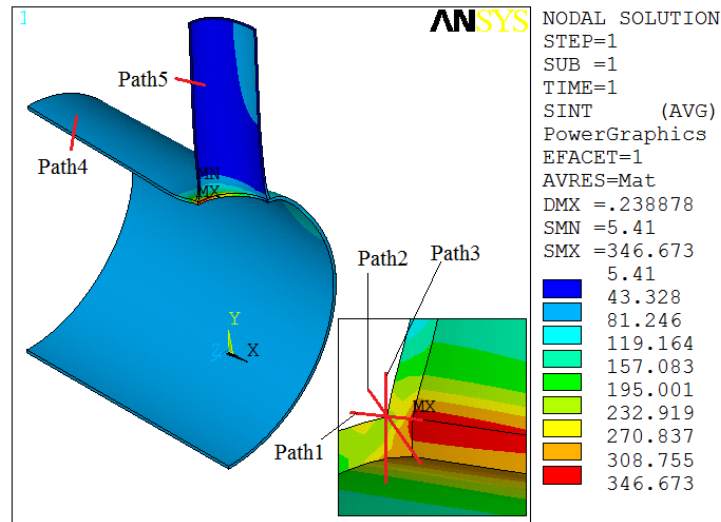 1
ANSYS
Path5
Path4
MN
MX
Y
Z
X
Path2
Path3
MX
Path1
NODAL SOLUTION
STEP=1
SUB =1
TIME=1
SINT (AVG)
PowerGraphics
EFACET=1
AVRES=Mat
DMX =.238878
SMN =5.41
SMX =346.673
5.41
43.328
81.246
119.164
157.083
195.001
232.919
270.837
308.755
346.673